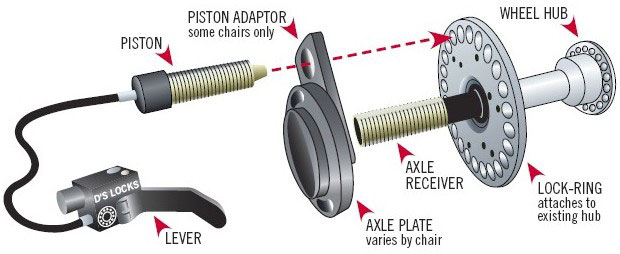 PISTON ADAPTOR
some chairs only
WHEEL HUB
PISTON
D'S LOCKS
LEVER
AXLE
RECEIVER
AXLE PLATE
varies by chair
LOCK-RING
attaches to
existing hub